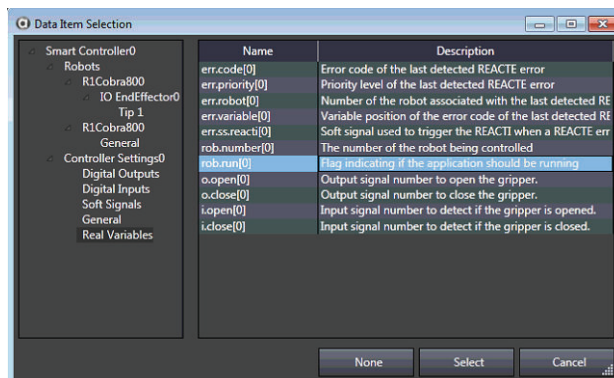 Data Item Selection
Smart Controller0
Robots
R1Cobra800
IO EndEffector0
Tip 1
R1Cobra800
General
Controller Settings0
Digital Outputs
Digital Inputs
Soft Signals
General
Real Variables
Name Description
err.code[0] Error code of the last detected REACTE error
err.priority[0] Priority level of the last detected REACTE error
err.robot[0] Number of the robot associated with the last detected RE
err.variable[0] Variable position of the error code of the last detected RE
err.ss.reacti[0] Soft signal used to trigger the REACTI when a REACTE err
rob.number[0] The number of the robot being controlled
rob.run[0] Flag indicating if the application should be running
o.open[0] Output signal number to open the gripper.
o.close[0] Output signal number to close the gripper.
i.open[0] Input signal number to detect if the gripper is opened.
i.close[0] Input signal number to detect if the gripper is closed.
None Select Cancel